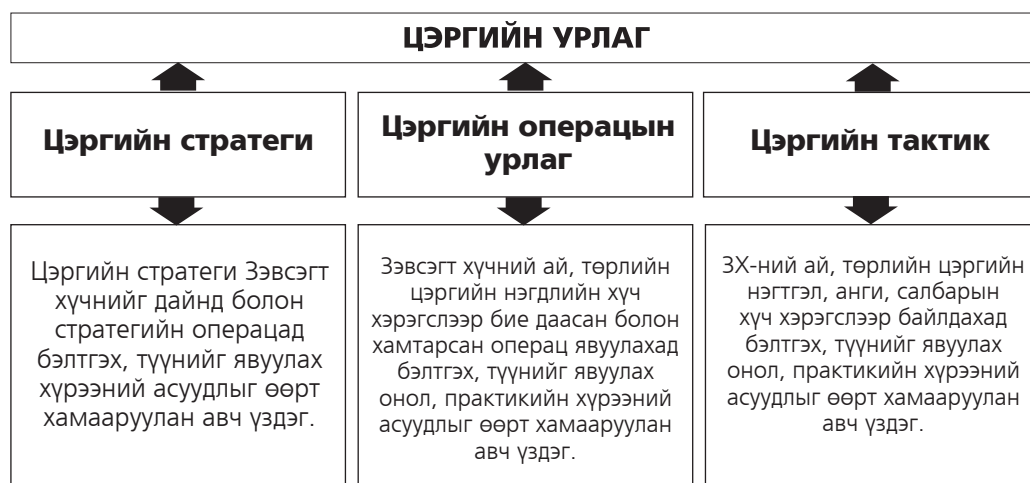 ЦЭРГИЙН УРЛАГ
Цэргийн стратеги
Цэргийн операцын
урлаг
Цэргийн тактик
Цэргийн стратеги Зэвсэгт
хүчнийг дайнд болон
стратегийн операцад
бэлтгэх, түүнийг явуулах
хүрээний асуудлыг өөрт
хамааруулан авч үздэг.
Зэвсэгт хүчний ай, төрлийн
цэргийн нэгдлийн хүч
хэрэгслээр бие даасан болон
хамтарсан операц явуулахад
бэлтгэх, түүнийг явуулах
онол, практикийн хүрээний
асуудлыг өөрт хамааруулан
авч үздэг.
ЗХ-ний ай, төрлийн цэргийн
нэгтгэл, анги, салбарын
хүч хэрэгслээр байлдахад
бэлтгэх, түүнийг явуулах
онол, практикийн хүрээний
асуудлыг өөрт хамааруулан
авч үздэг.